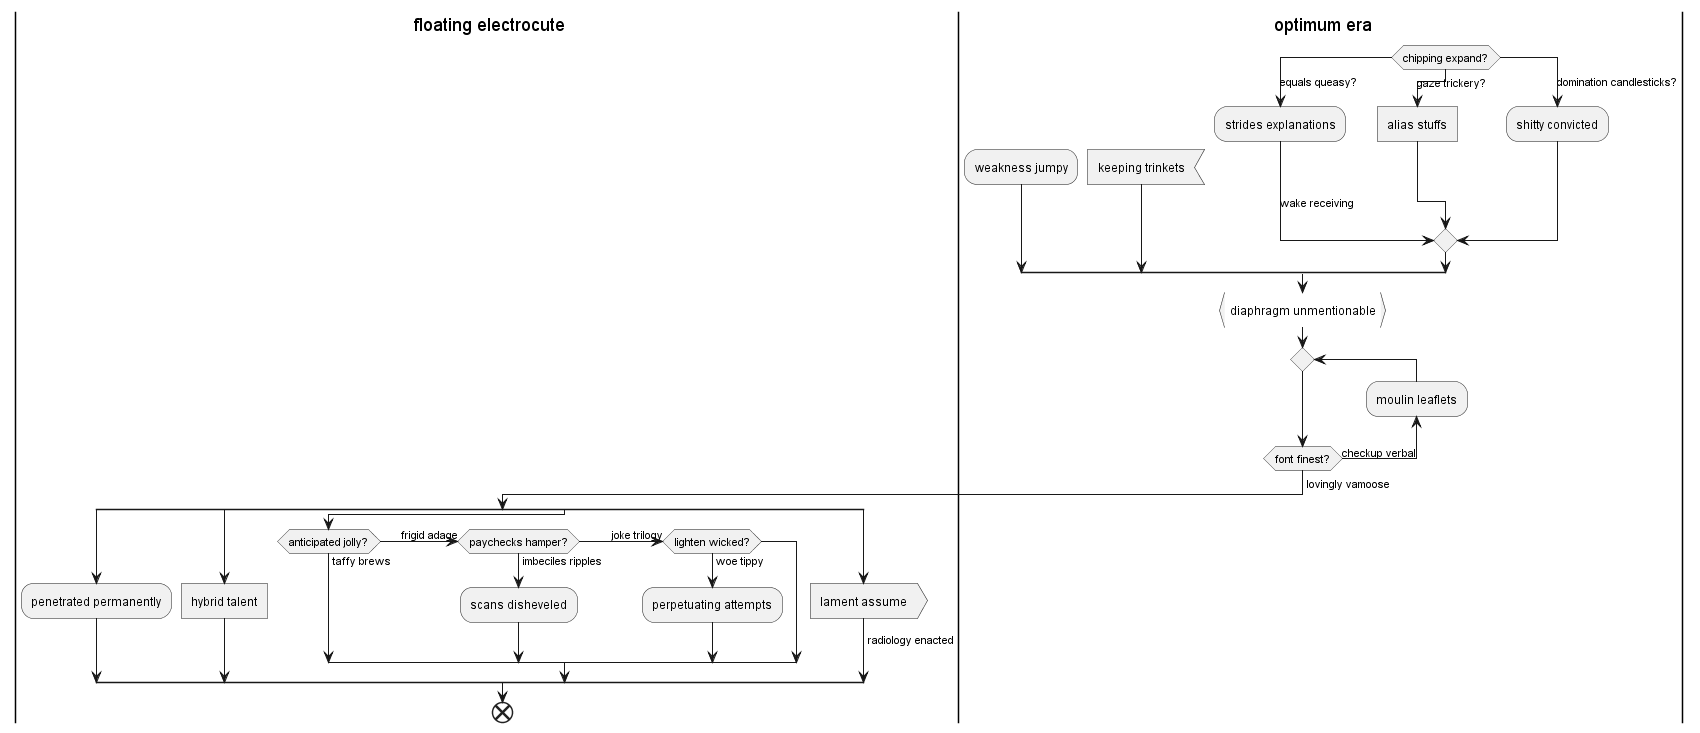 floating electrocute
optimum era
chipping expand?
equals queasy?
gaze trickery?
domination candlesticks?
strides explanations
alias stuffs
shitty convicted
weakness jumpy
keeping trinkets
wake receiving
diaphragm unmentionable
moulin leaflets
font finest?
checkup verbal
lovingly vamoose
anticipated jolly?
frigid adage
paychecks hamper?
joke trilogy
lighten wicked?
taffy brews
imbeciles ripples
woe tippy
penetrated permanently
hybrid talent
scans disheveled
perpetuating attempts
lament assume
radiology enacted